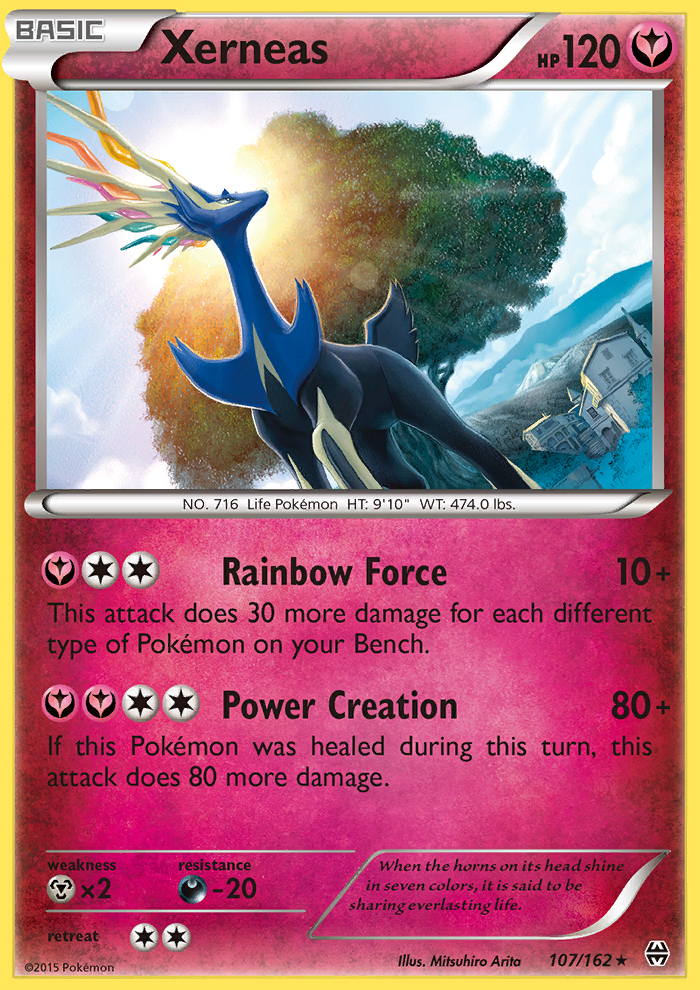 BASIC
Xerneas
HP120
NO. 716 Life Pokémon HT: 9'10" WT: 474.0 lbs.
Rainbow Force 10+
This attack does 30 more damage for each different
type of Pokémon on your Bench.
Power Creation 80+
If this Pokémon was healed during this turn, this
attack does 80 more damage.
weakness
×2
resistance
-20
retreat
When the horns on its head shine
in seven colors, it is said to be
sharing everlasting life.
©2015 Pokémon
Illus. Mitsuhiro Arita
107/162 ★